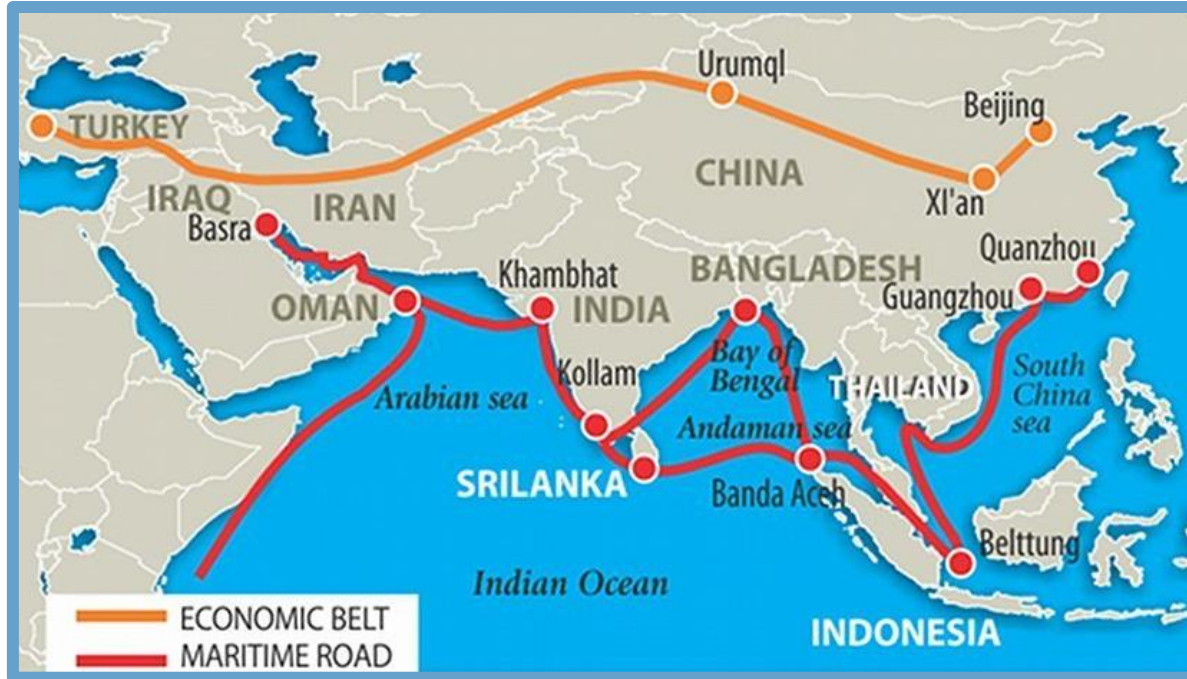 Urumql
Beijing
TURKEY
CHINA
XI'an
IRAQ
IRAN
Basra
Quanzhou
Khambhat
BANGLADESH
Guangzhou
OMAN
INDIA
Bay of
Bengal
South
China
sea
Kollam
THAILAND
Arabian sea
Andaman sea
SRILANKA
Banda Aceh
Belttung
Indian Ocean
INDONESIA
ECONOMIC BELT
MARITIME ROAD